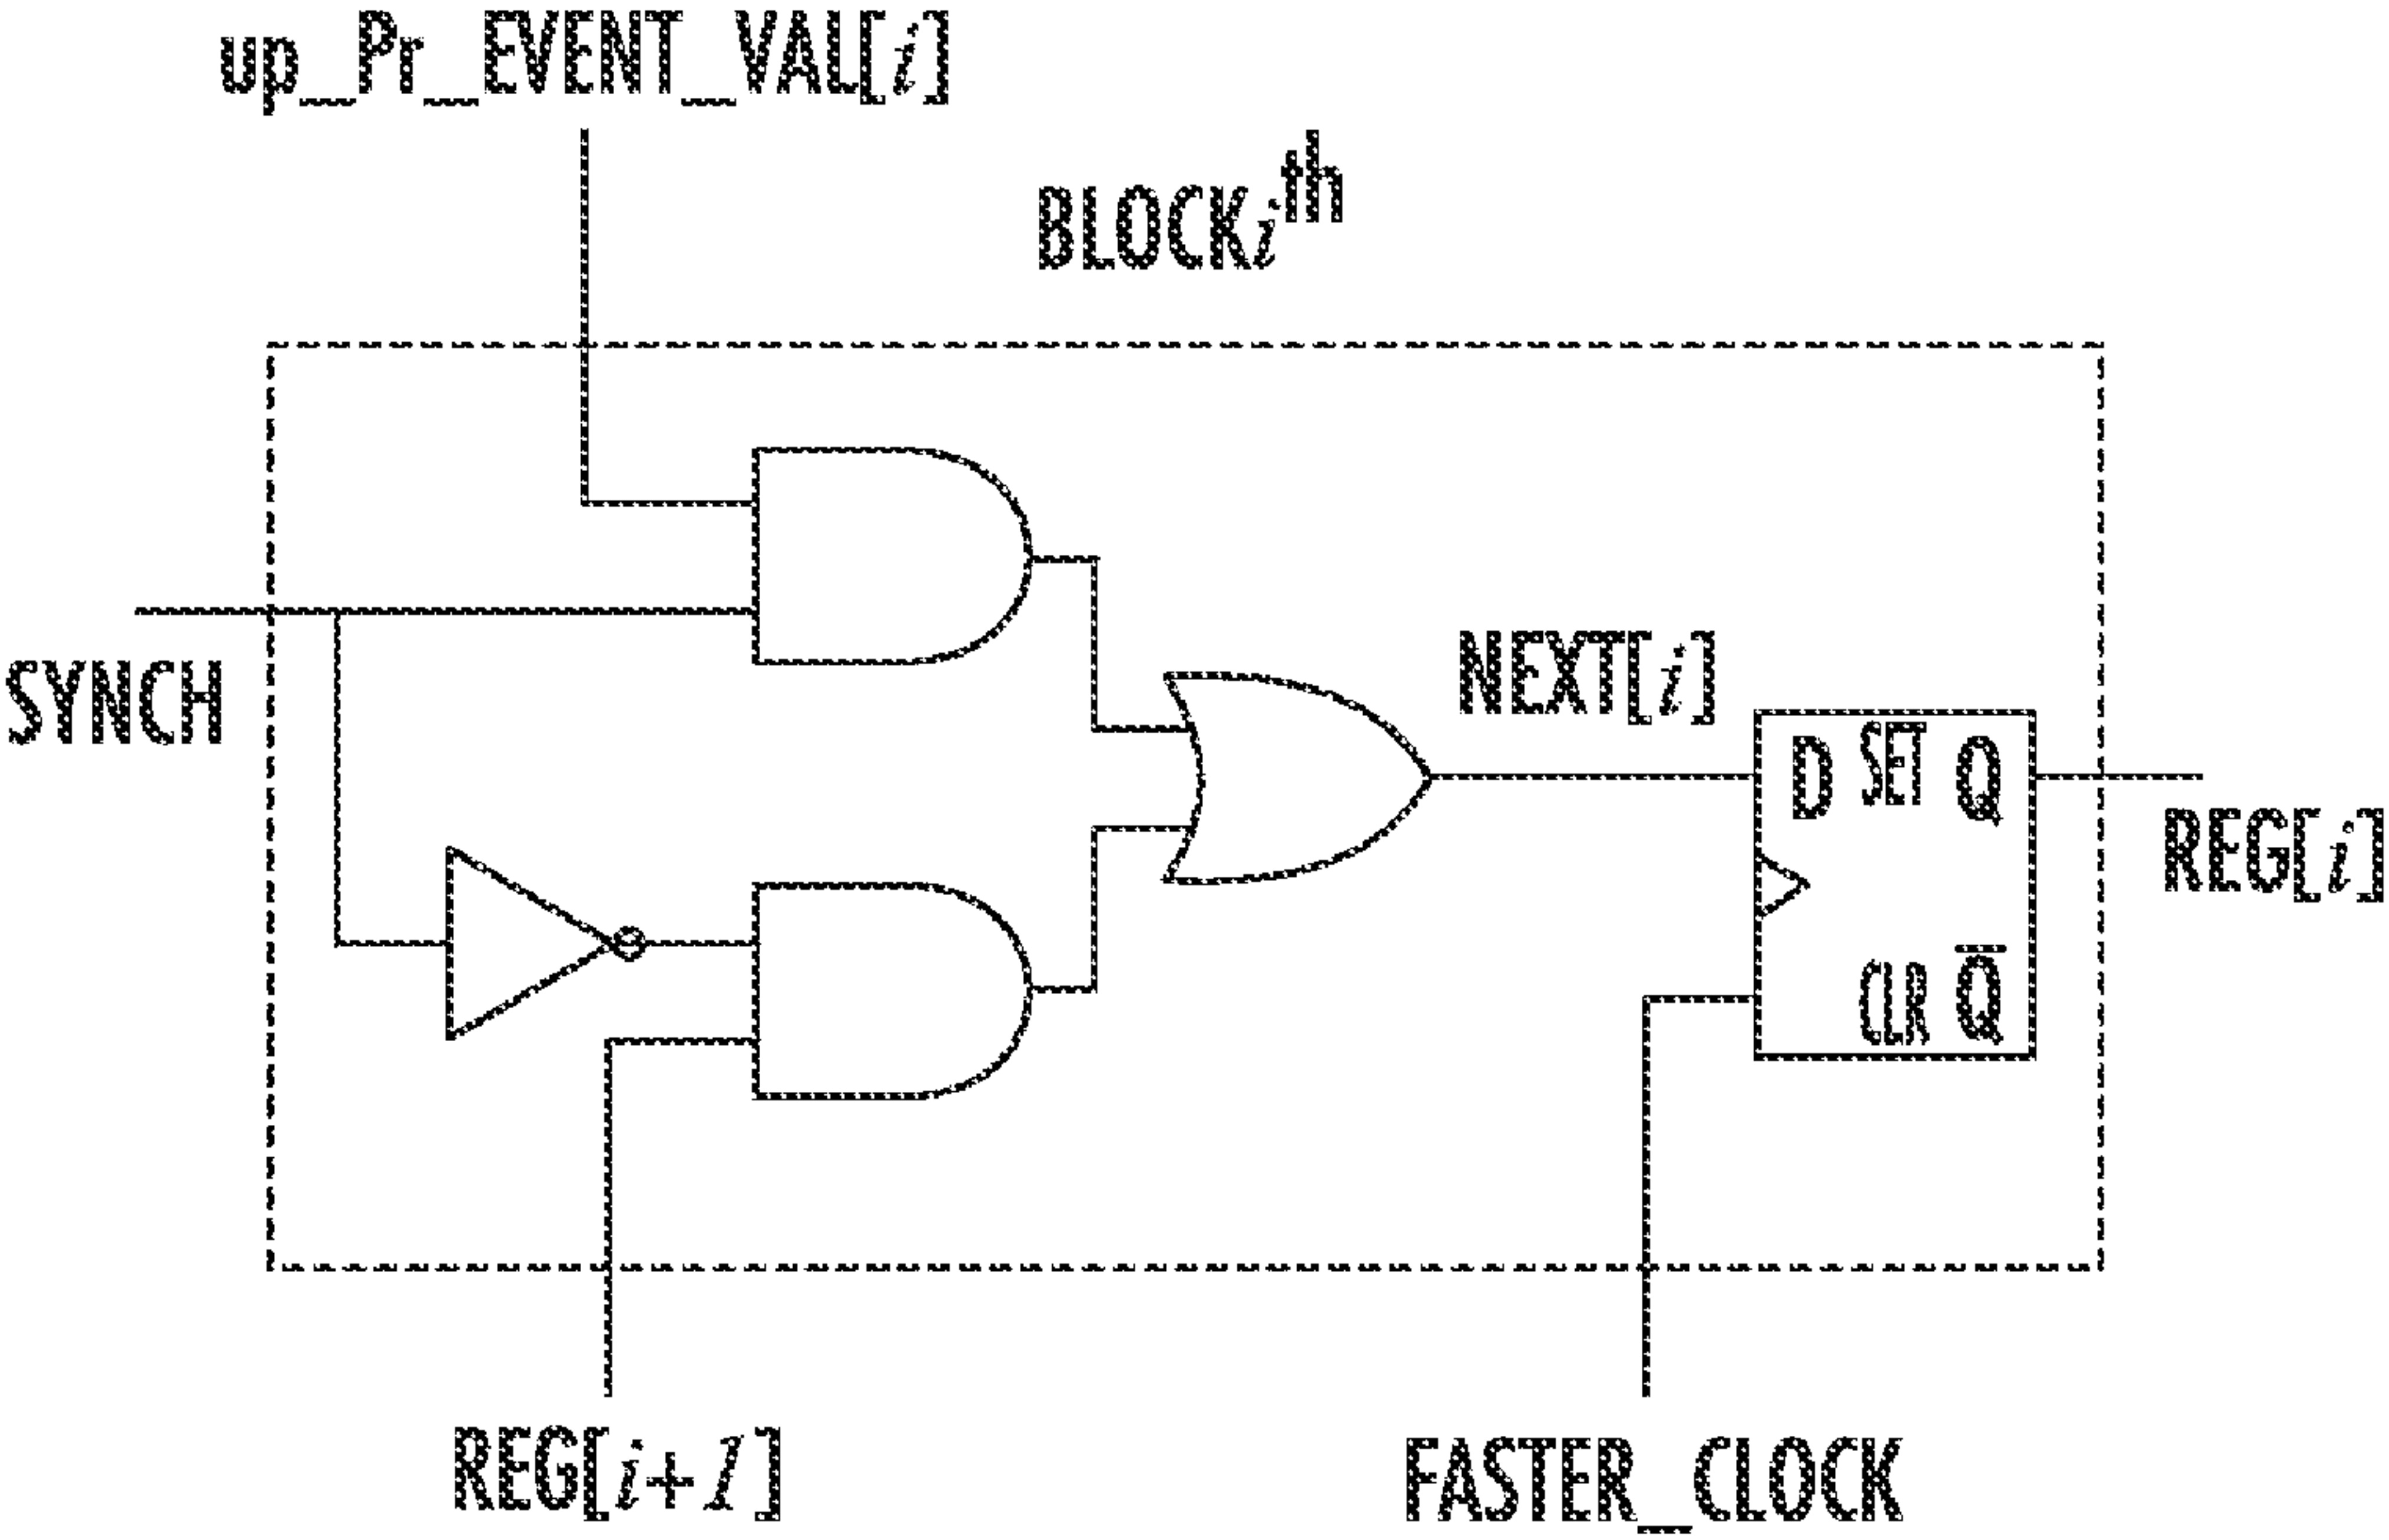 up_Pr_EVENT_VAL[i]
BLOCKi^th
SYNCH
NEXT[i]
D SET Q
REG[i]
CLR Q̅
REG[i+1]
FASTER_CLOCK